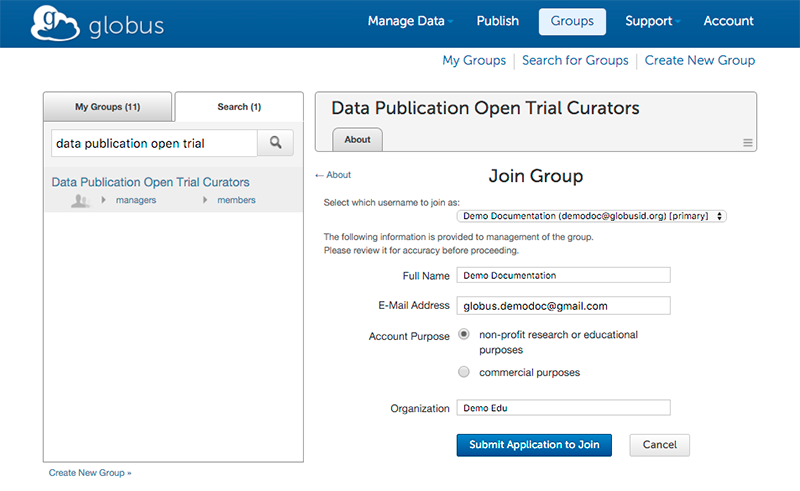 globus
Manage Data Publish Groups Support Account
My Groups Search for Groups Create New Group
My Groups (11) Search (1)
data publication open trial
Data Publication Open Trial Curators
managers members
Create New Group »
Data Publication Open Trial Curators
About
← About
Join Group
Select which username to join as:
Demo Documentation (demodoc@globusid.org) [primary]
The following information is provided to management of the group.
Please review it for accuracy before proceeding.
Full Name Demo Documentation
E-Mail Address globus.demodoc@gmail.com
Account Purpose non-profit research or educational
purposes
commercial purposes
Organization Demo Edu
Submit Application to Join Cancel